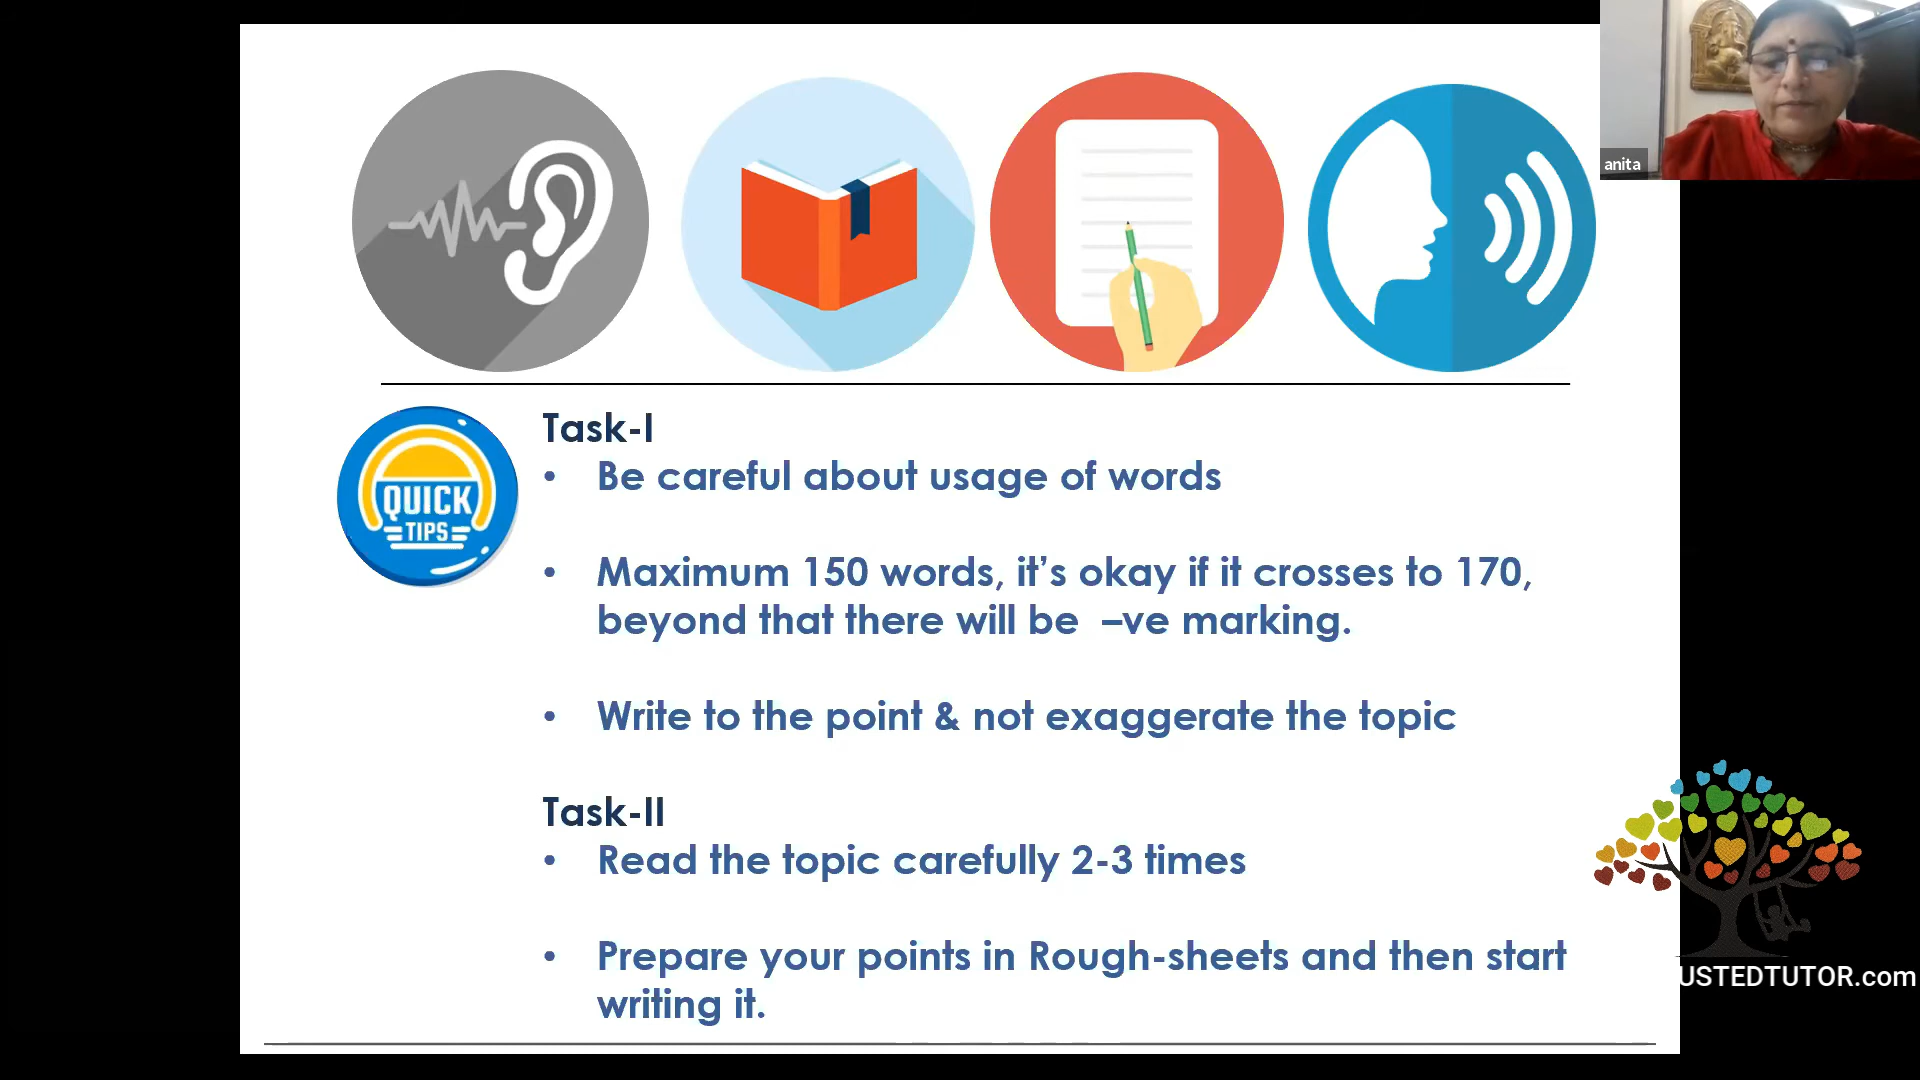 anita
QUICK
TIPS
Task-I
• Be careful about usage of words
• Maximum 150 words, it's okay if it crosses to 170,
beyond that there will be –ve marking.
• Write to the point & not exaggerate the topic
Task-II
• Read the topic carefully 2-3 times
• Prepare your points in Rough-sheets and then start
writing it.
USTEDTUTOR.com